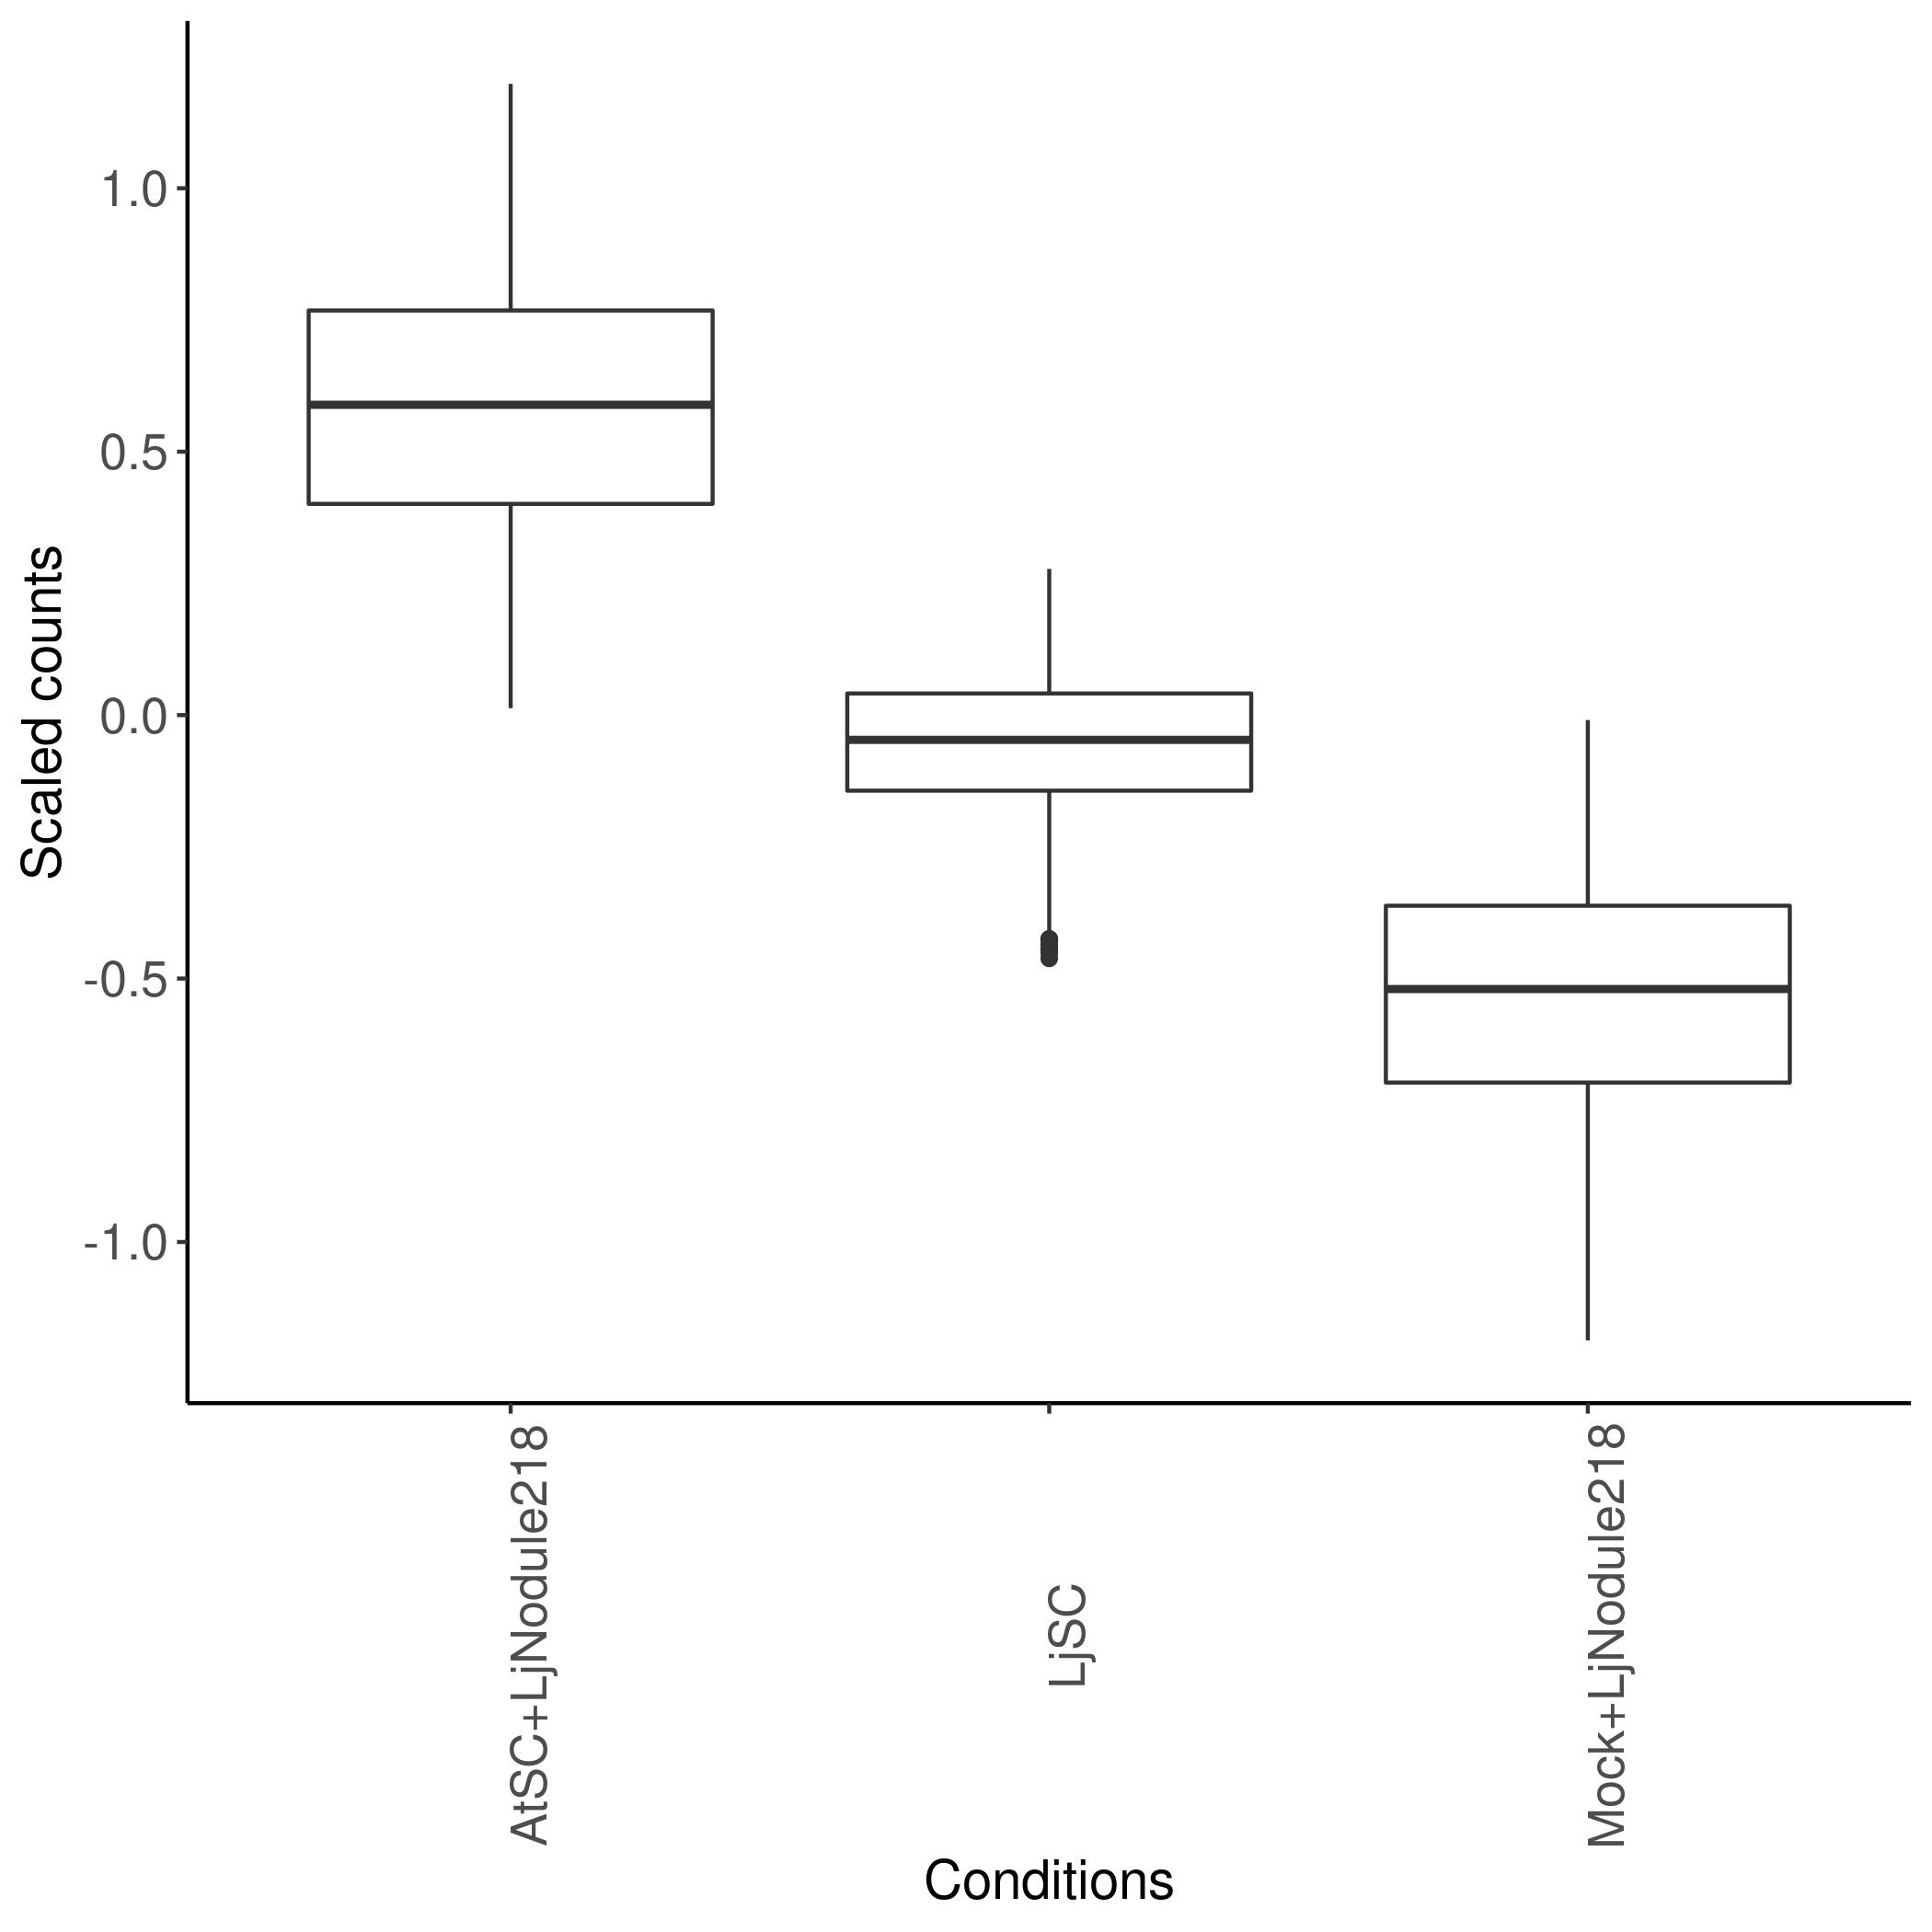 Scaled counts
1.0
0.5
0.0
-0.5
-1.0
AtSC+LjNodule218
LjSC
Mock+LjNodule218
Conditions